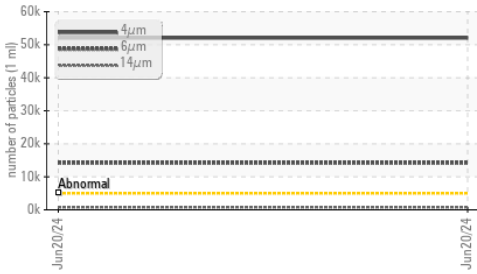 60k
50k
40k
30k
20k
10k
0k
number of particles (1 ml)
4µm
6µm
14µm
Abnormal
Jun20/24
Jun20/24